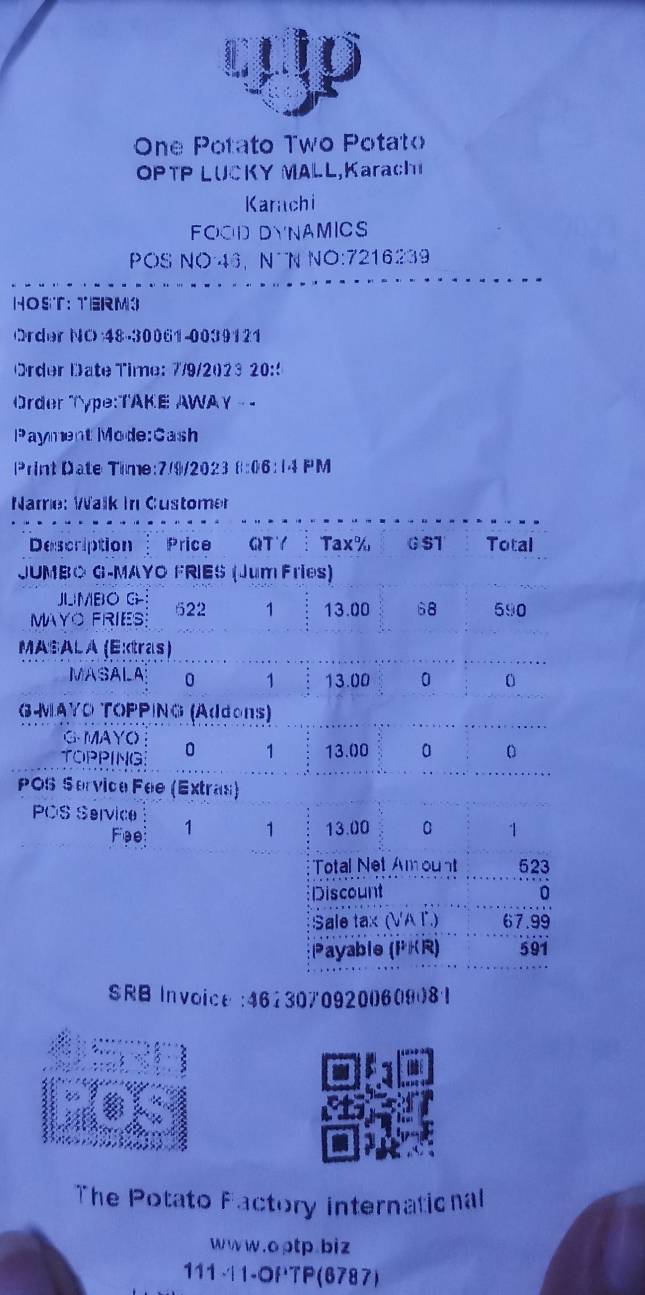 optp
One Potato Two Potato
OPTP LUCKY MALL,Karachi
Karachi
FOOD DYNAMICS
POS NO:46, NTN NO:7216239
HOST: TERM3
Order NO:48-30061-0039121
Order Date Time: 7/9/2023 20:
Order Type:TAKE AWAY - -
Payment Mode:Cash
Print Date Time:7/9/2023 8:06:14 PM
Name: Walk In Customer
Description Price QTY Tax% GST Total
JUMBO G-MAYO FRIES (Jum Fries)
JUMBO G-
MAYO FRIES 522 1 13.00 68 590
MASALA (Extras)
MASALA 0 1 13.00 0 0
G-MAYO TOPPING (Addons)
G-MAYO
TOPPING 0 1 13.00 0 0
POS Service Fee (Extras)
POS Service
Fee 1 1 13.00 0 1
Total Net Amount 523
Discount 0
Sale tax (VAT.) 67.99
Payable (PKR) 591
SRB Invoice :
SRB
POS
The Potato Factory international
www.optp.biz
111-11-OPTP(6787)